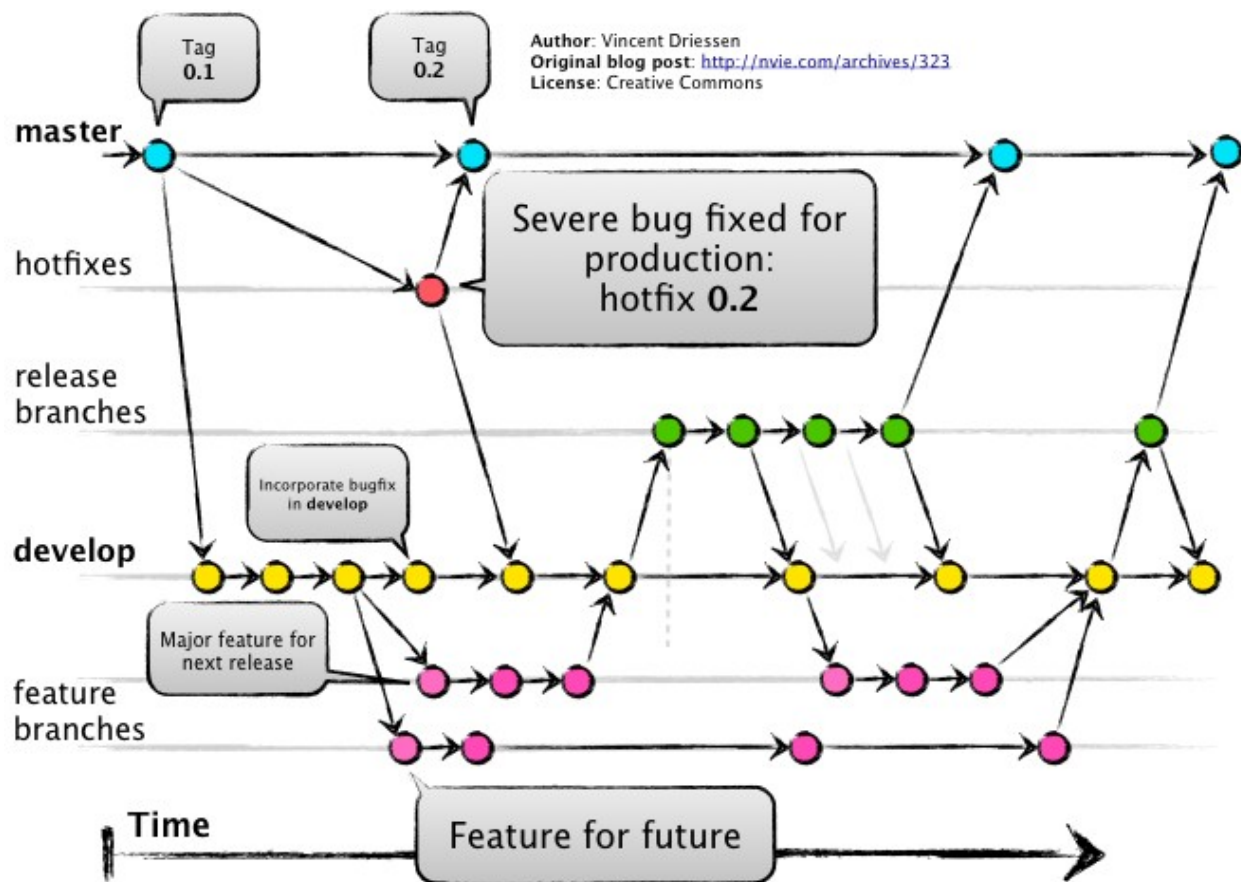 Tag
0.1
Tag
0.2
Author: Vincent Driessen
Original blog post: http://nvie.com/archives/323
License: Creative Commons
master
Severe bug fixed for
production:
hotfix 0.2
hotfixes
release
branches
Incorporate bugfix
in develop
develop
Major feature for
next release
feature
branches
Time
Feature for future